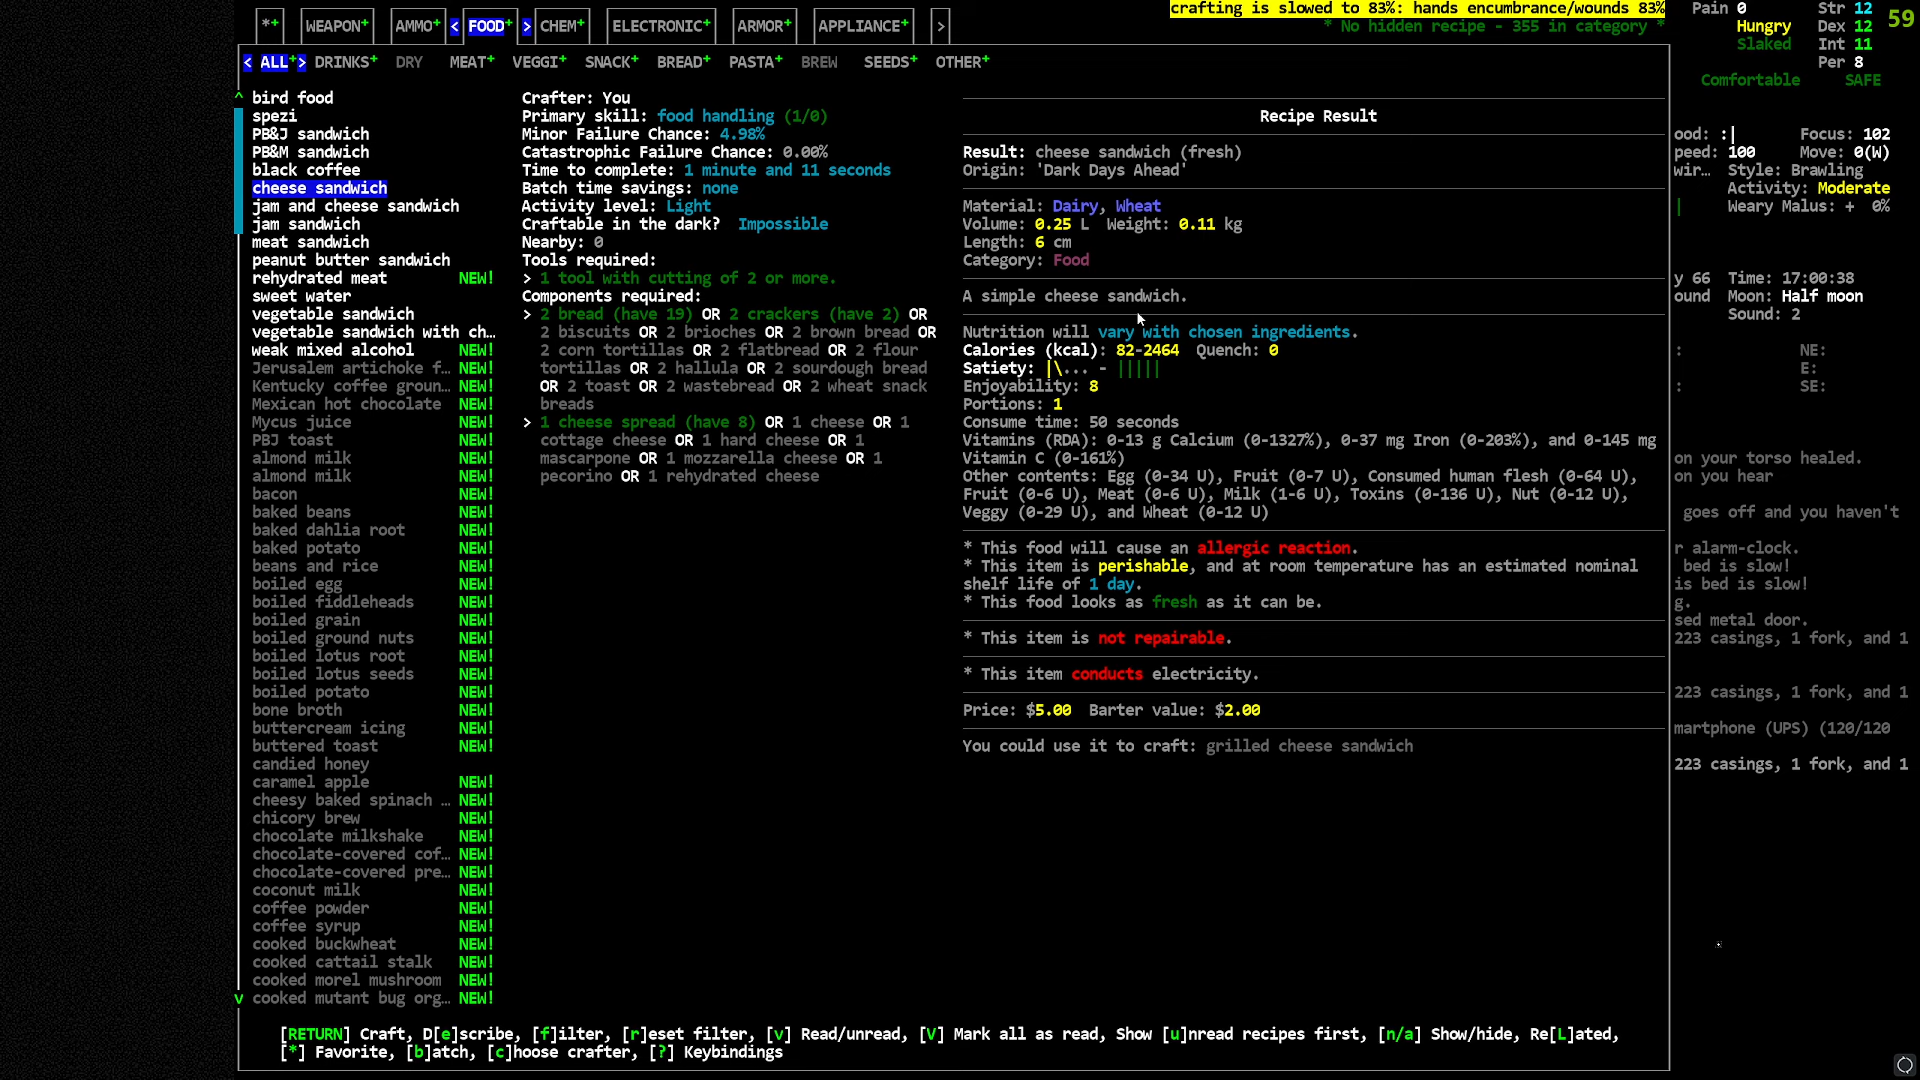 crafting is slowed to 83%: hands encumbrance/wounds 83%
* No hidden recipe - 355 in category *
*+ WEAPON+ AMMO+ < FOOD+ > CHEM+ ELECTRONIC+ ARMOR+ APPLIANCE+ >
< ALL+> DRINKS+ DRY MEAT+ VEGGI+ SNACK+ BREAD+ PASTA+ BREW SEEDS+ OTHER+
^ bird food
spezi
PB&J sandwich
PB&M sandwich
black coffee
cheese sandwich
jam and cheese sandwich
jam sandwich
meat sandwich
peanut butter sandwich
rehydrated meat NEW!
sweet water
vegetable sandwich
vegetable sandwich with ch…
weak mixed alcohol NEW!
Jerusalem artichoke f… NEW!
Kentucky coffee groun… NEW!
Mexican hot chocolate NEW!
Mycus juice NEW!
PBJ toast NEW!
almond milk NEW!
almond milk NEW!
bacon NEW!
baked beans NEW!
baked dahlia root NEW!
baked potato NEW!
beans and rice NEW!
boiled egg NEW!
boiled fiddleheads NEW!
boiled grain NEW!
boiled ground nuts NEW!
boiled lotus root NEW!
boiled lotus seeds NEW!
boiled potato NEW!
bone broth NEW!
buttercream icing NEW!
buttered toast NEW!
candied honey
caramel apple NEW!
cheesy baked spinach … NEW!
chicory brew NEW!
chocolate milkshake NEW!
chocolate-covered cof… NEW!
chocolate-covered pre… NEW!
coconut milk NEW!
coffee powder NEW!
coffee syrup NEW!
cooked buckwheat NEW!
cooked cattail stalk NEW!
cooked morel mushroom NEW!
v cooked mutant bug org… NEW!
Crafter: You
Primary skill: food handling (1/0)
Minor Failure Chance: 4.98%
Catastrophic Failure Chance: 0.00%
Time to complete: 1 minute and 11 seconds
Batch time savings: none
Activity level: Light
Craftable in the dark? Impossible
Nearby: 0
Tools required:
> 1 tool with cutting of 2 or more.
Components required:
> 2 bread (have 19) OR 2 crackers (have 2) OR
2 biscuits OR 2 brioches OR 2 brown bread OR
2 corn tortillas OR 2 flatbread OR 2 flour
tortillas OR 2 hallula OR 2 sourdough bread
OR 2 toast OR 2 wastebread OR 2 wheat snack
breads
> 1 cheese spread (have 8) OR 1 cheese OR 1
cottage cheese OR 1 hard cheese OR 1
mascarpone OR 1 mozzarella cheese OR 1
pecorino OR 1 rehydrated cheese
Recipe Result
Result: cheese sandwich (fresh)
Origin: 'Dark Days Ahead'
Material: Dairy, Wheat
Volume: 0.25 L Weight: 0.11 kg
Length: 6 cm
Category: Food
A simple cheese sandwich.
Nutrition will vary with chosen ingredients.
Calories (kcal): 82-2464 Quench: 0
Satiety: |\... - |||||
Enjoyability: 8
Portions: 1
Consume time: 50 seconds
Vitamins (RDA): 0-13 g Calcium (0-1327%), 0-37 mg Iron (0-203%), and 0-145 mg
Vitamin C (0-161%)
Other contents: Egg (0-34 U), Fruit (0-7 U), Consumed human flesh (0-64 U),
Fruit (0-6 U), Meat (0-6 U), Milk (1-6 U), Toxins (0-136 U), Nut (0-12 U),
Veggy (0-29 U), and Wheat (0-12 U)
* This food will cause an allergic reaction.
* This item is perishable, and at room temperature has an estimated nominal
shelf life of 1 day.
* This food looks as fresh as it can be.
* This item is not repairable.
* This item conducts electricity.
Price: $5.00 Barter value: $2.00
You could use it to craft: grilled cheese sandwich
[RETURN] Craft, D[e]scribe, [f]ilter, [r]eset filter, [v] Read/unread, [V] Mark all as read, Show [u]nread recipes first, [n/a] Show/hide, Re[L]ated,
[*] Favorite, [b]atch, [c]hoose crafter, [?] Keybindings
Pain 0 Str 12
59
Hungry Dex 12
Slaked Int 11
Per 8
Comfortable SAFE
ood: :| Focus: 102
peed: 100 Move: 0(W)
wir… Style: Brawling
Activity: Moderate
| Weary Malus: + 0%
y 66 Time: 17:00:38
ound Moon: Half moon
Sound: 2
: NE:
E:
: SE:
on your torso healed.
on you hear
goes off and you haven't
r alarm-clock.
bed is slow!
is bed is slow!
g.
sed metal door.
223 casings, 1 fork, and 1
223 casings, 1 fork, and 1
martphone (UPS) (120/120
223 casings, 1 fork, and 1